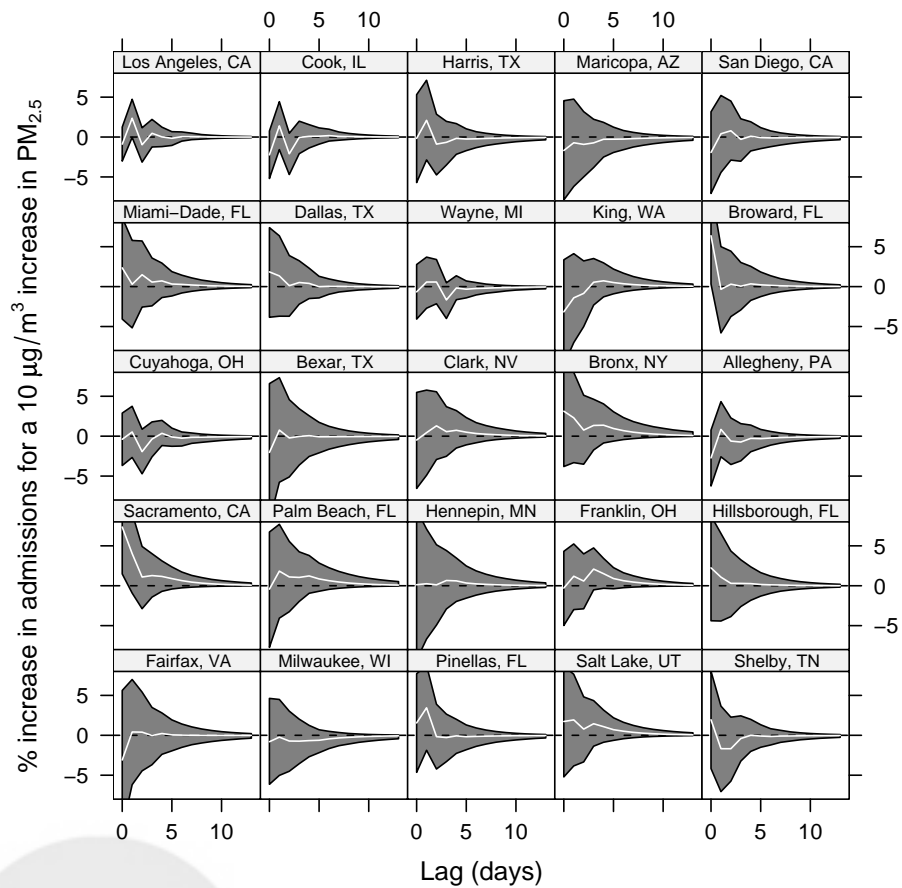 0 5 10 0 5 10
Los Angeles, CA Cook, IL Harris, TX Maricopa, AZ San Diego, CA
5
0
−5
Miami−Dade, FL Dallas, TX Wayne, MI King, WA Broward, FL
5
0
−5
Cuyahoga, OH Bexar, TX Clark, NV Bronx, NY Allegheny, PA
5
0
−5
Sacramento, CA Palm Beach, FL Hennepin, MN Franklin, OH Hillsborough, FL
5
0
−5
Fairfax, VA Milwaukee, WI Pinellas, FL Salt Lake, UT Shelby, TN
5
0
−5
0 5 10 0 5 10 0 5 10
Lag (days)
% increase in admissions for a 10 μg/m³ increase in PM₂.₅